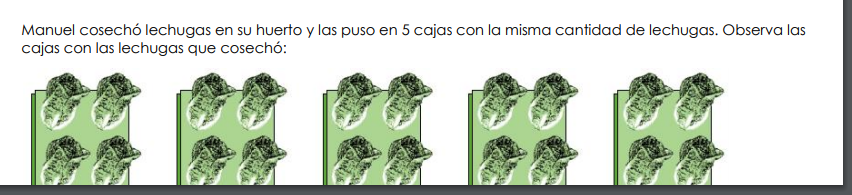 Manuel cosechó lechugas en su huerto y las puso en 5 cajas con la misma cantidad de lechugas. Observa las
cajas con las lechugas que cosechó: